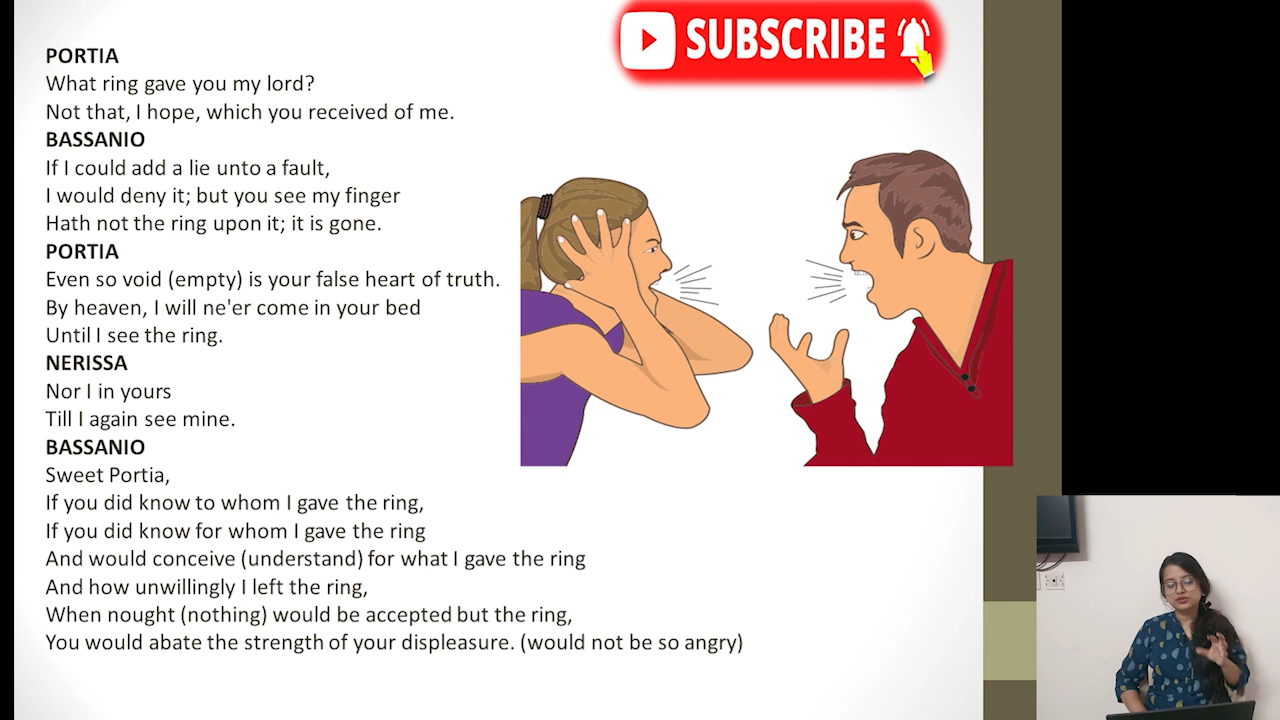 SUBSCRIBE
PORTIA
What ring gave you my lord?
Not that, I hope, which you received of me.
BASSANIO
If I could add a lie unto a fault,
I would deny it; but you see my finger
Hath not the ring upon it; it is gone.
PORTIA
Even so void (empty) is your false heart of truth.
By heaven, I will ne'er come in your bed
Until I see the ring.
NERISSA
Nor I in yours
Till I again see mine.
BASSANIO
Sweet Portia,
If you did know to whom I gave the ring,
If you did know for whom I gave the ring
And would conceive (understand) for what I gave the ring
And how unwillingly I left the ring,
When nought (nothing) would be accepted but the ring,
You would abate the strength of your displeasure. (would not be so angry)